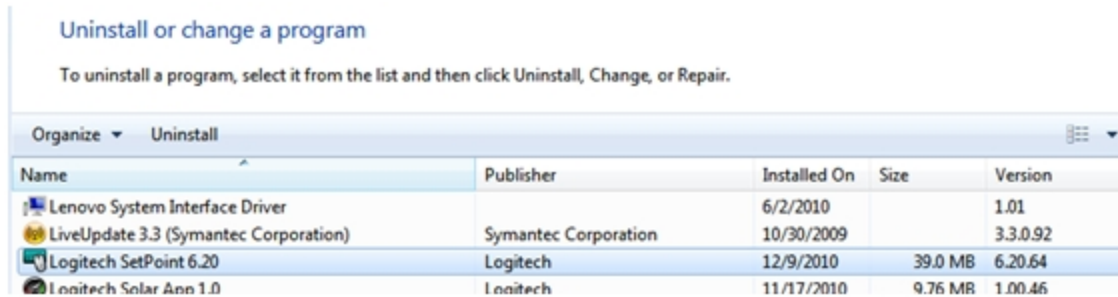 Uninstall or change a program
To uninstall a program, select it from the list and then click Uninstall, Change, or Repair.
Organize Uninstall
Name Publisher Installed On Size Version
Lenovo System Interface Driver 6/2/2010 1.01
LiveUpdate 3.3 (Symantec Corporation) Symantec Corporation 10/30/2009 3.3.0.92
Logitech SetPoint 6.20 Logitech 12/9/2010 39.0 MB 6.20.64
Logitech Solar App 1.0 Logitech 11/17/2010 9.76 MB 1.00.46